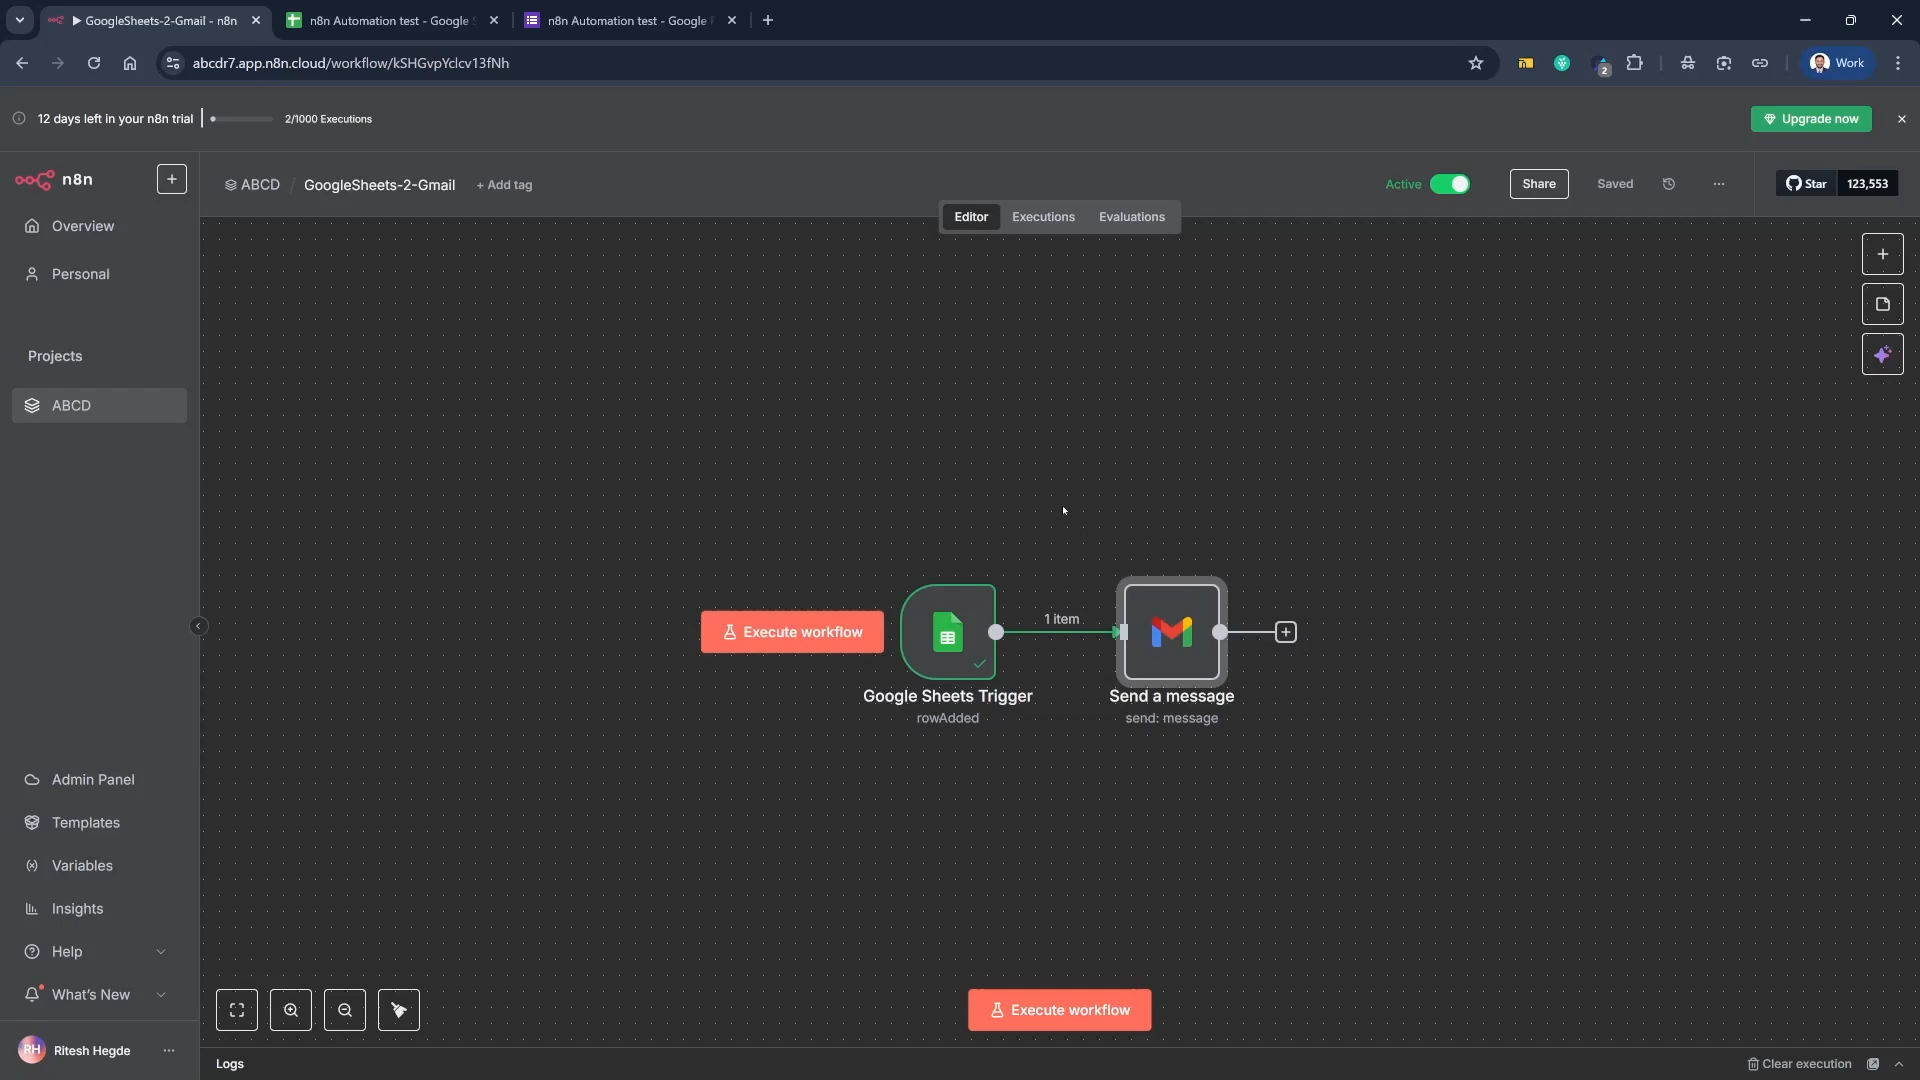 GoogleSheets-2-Gmail - n8n
n8n Automation test - Google
n8n Automation test - Google
abcdr7.app.n8n.cloud/workflow/kSHGvpYclcv13fNh
2
Work
12 days left in your n8n trial
2/1000 Executions
Upgrade now
n8n
ABCD / GoogleSheets-2-Gmail + Add tag
Active
Share
Saved
Star
123,553
Editor
Executions
Evaluations
Overview
Personal
Projects
ABCD
Execute workflow
1 item
Google Sheets Trigger
rowAdded
Send a message
send: message
Admin Panel
Templates
Variables
Insights
Help
What's New
Execute workflow
RH
Ritesh Hegde
Logs
Clear execution